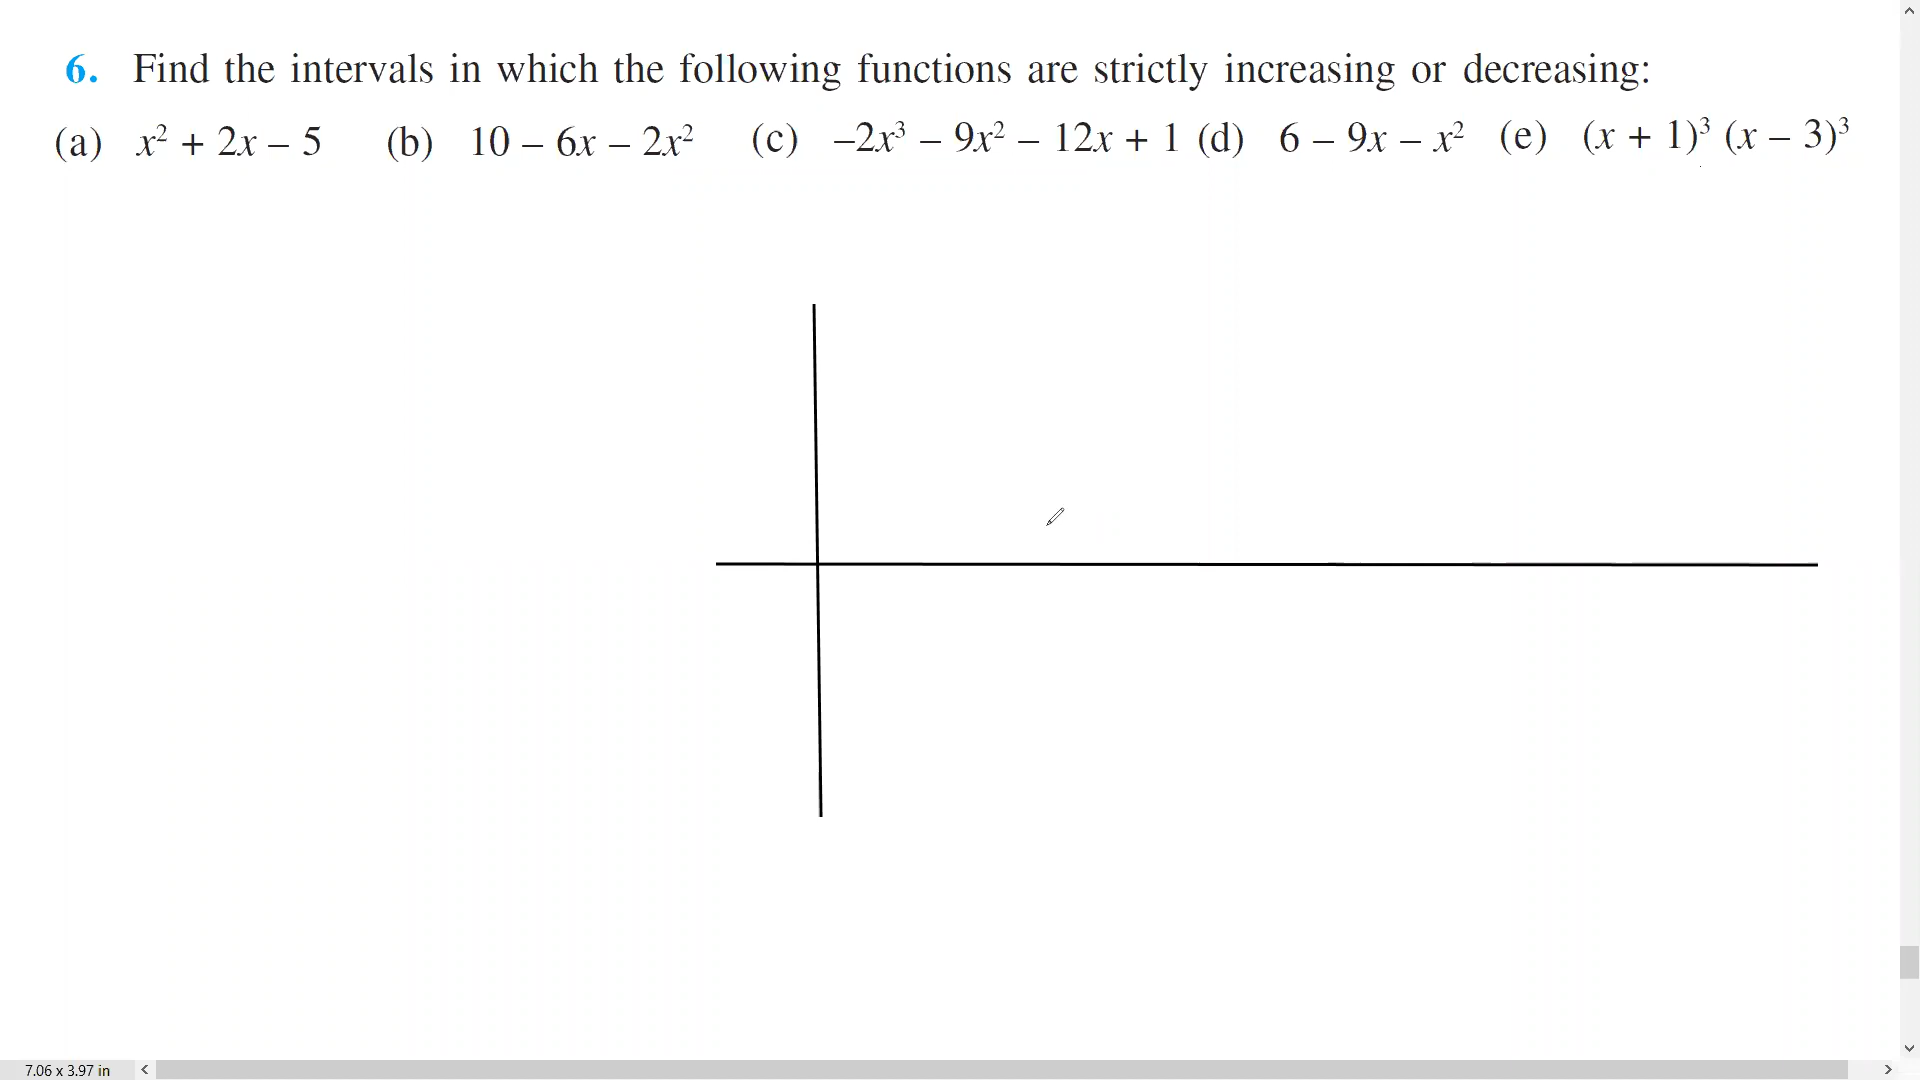 6. Find the intervals in which the following functions are strictly increasing or decreasing:
(a) x² + 2x – 5 (b) 10 – 6x – 2x² (c) –2x³ – 9x² – 12x + 1 (d) 6 – 9x – x² (e) (x + 1)³ (x – 3)³
7.06 x 3.97 in